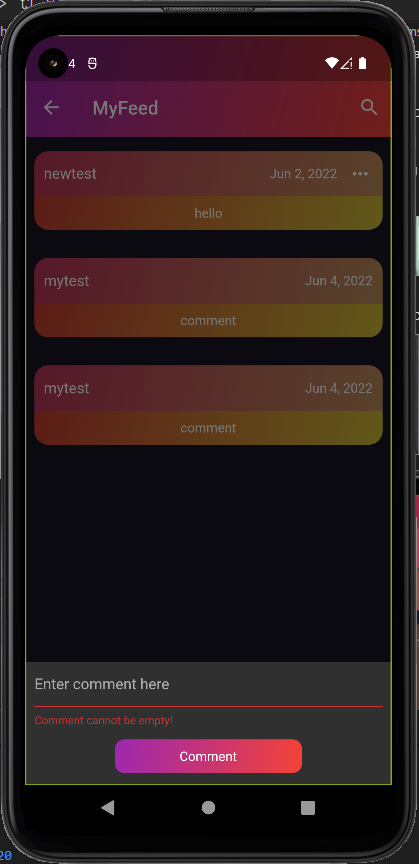 4
MyFeed
newtest Jun 2, 2022
hello
mytest Jun 4, 2022
comment
mytest Jun 4, 2022
comment
Enter comment here
Comment cannot be empty!
Comment
20